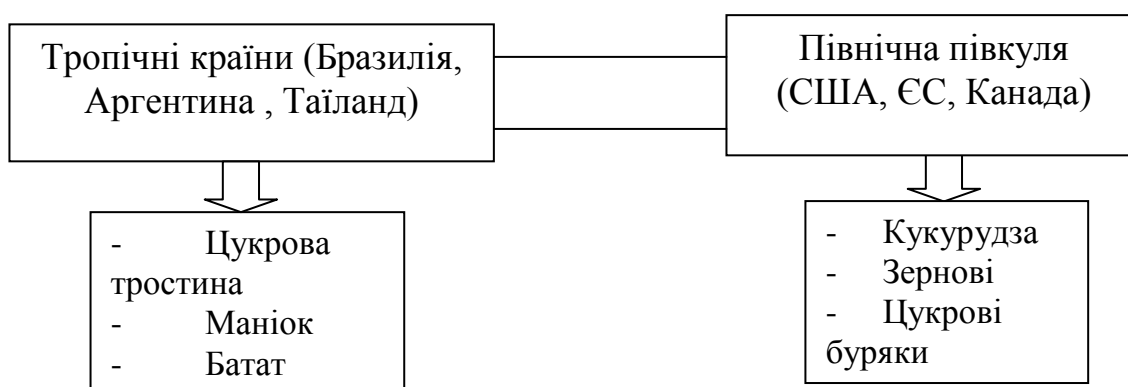 Тропічні країни (Бразилія,
Аргентина , Таїланд)
Північна півкуля
(США, ЄС, Канада)
- Цукрова
тростина
- Маніок
- Батат
- Кукурудза
- Зернові
- Цукрові
буряки